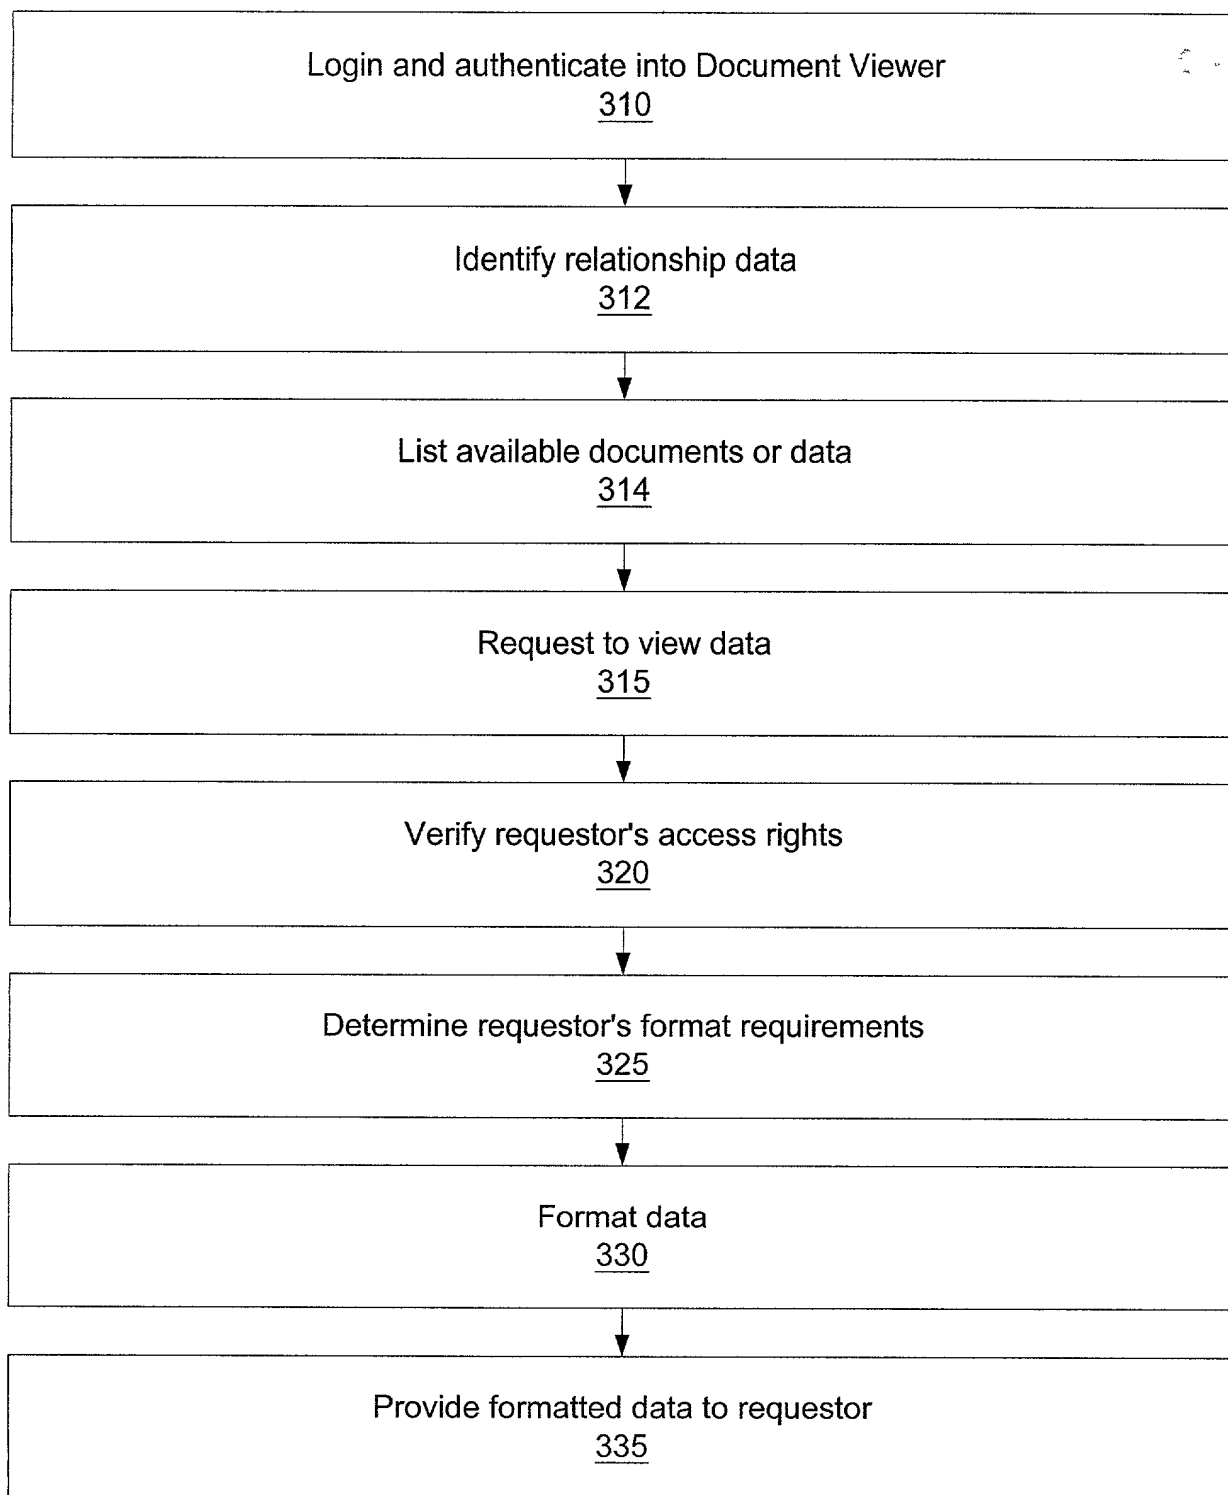 Login and authenticate into Document Viewer
310
Identify relationship data
312
List available documents or data
314
Request to view data
315
Verify requestor's access rights
320
Determine requestor's format requirements
325
Format data
330
Provide formatted data to requestor
335